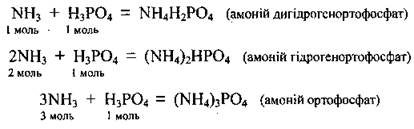 NH₃ + H₃PO₄ = NH₄H₂PO₄ (амоній дигідрогенортофосфат)
1 моль · 1 моль
2NH₃ + H₃PO₄ = (NH₄)₂HPO₄ (амоній гідрогенортофосфат)
2 моль 1 моль
3NH₃ + H₃PO₄ = (NH₄)₃PO₄ (амоній ортофосфат)
3 моль 1 моль